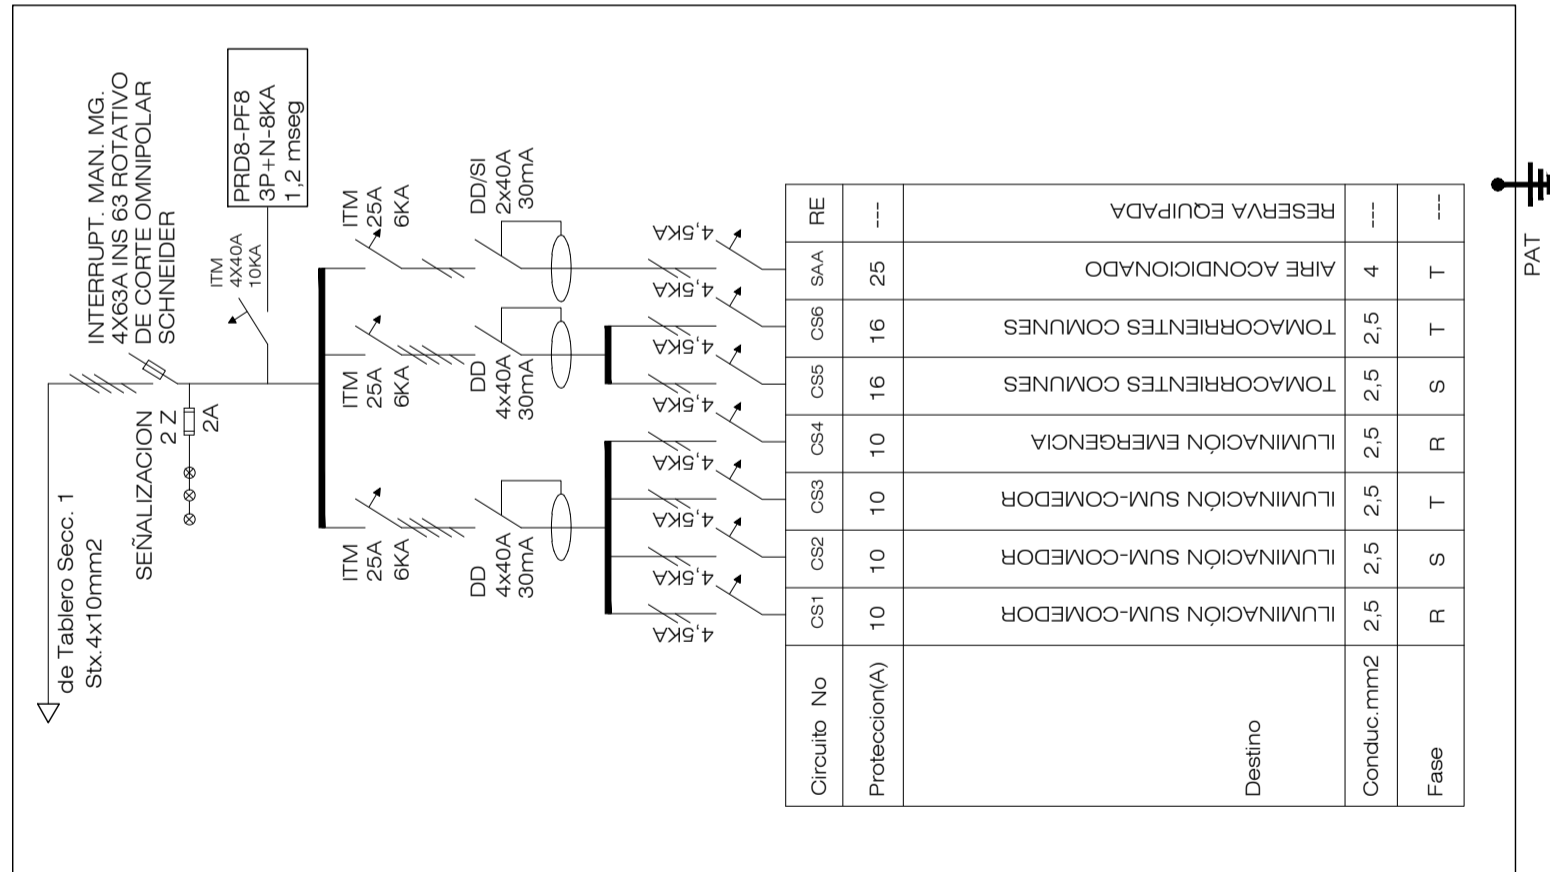 de Tablero Secc. 1
Stx.4x10mm2
INTERRUPT. MAN. MG.
4X63A INS 63 ROTATIVO
DE CORTE OMNIPOLAR
SCHNEIDER
SEÑALIZACION
2 Z
2A
ITM
4X40A
10KA
PRD8-PF8
3P+N-8KA
1,2 mseg
ITM
25A
6KA
ITM
25A
6KA
ITM
25A
6KA
DD
4x40A
30mA
DD
4x40A
30mA
DD/SI
2x40A
30mA
4,5KA
4,5KA
4,5KA
4,5KA
4,5KA
4,5KA
4,5KA
4,5KA
Circuito No
CS1
CS2
CS3
CS4
CS5
CS6
SAA
RE
Proteccion(A)
10
10
10
10
16
16
25
---
Destino
ILUMINACIÓN SUM-COMEDOR
ILUMINACIÓN SUM-COMEDOR
ILUMINACIÓN SUM-COMEDOR
ILUMINACIÓN EMERGENCIA
TOMACORRIENTES COMUNES
TOMACORRIENTES COMUNES
AIRE ACONDICIONADO
RESERVA EQUIPADA
Conduc.mm2
2,5
2,5
2,5
2,5
2,5
2,5
4
---
Fase
R
S
T
R
S
T
T
---
PAT